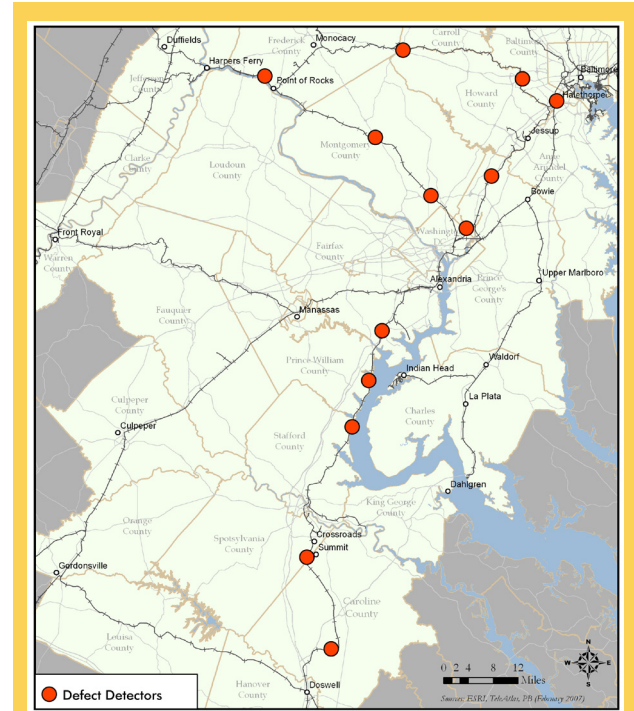 Duffields
Frederick
County
Monocacy
Carroll
County
Baltimore
County
Harpers Ferry
Baltimore
Jefferson
County
Point of Rocks
Howard
County
Halethorpe
Jessup
Montgomery
County
Clarke
County
Loudoun
County
Anne
Arundel
County
Bowie
Washington
Front Royal
Warren
County
Fairfax
County
Alexandria
Prince
George's
County
Upper Marlboro
Fauquier
County
Manassas
Prince William
County
Indian Head
Waldorf
La Plata
Culpeper
County
Culpeper
Charles
County
Stafford
County
Dahlgren
King George
County
Orange
County
Spotsylvania
County
Crossroads
Summit
Gordonsville
Caroline
County
Louisa
County
Hanover
County
Doswell
N
W E
S
0 2 4 8 12
Miles
Sources: ESRI, TeleAtlas, PB (February 2007)
Defect Detectors